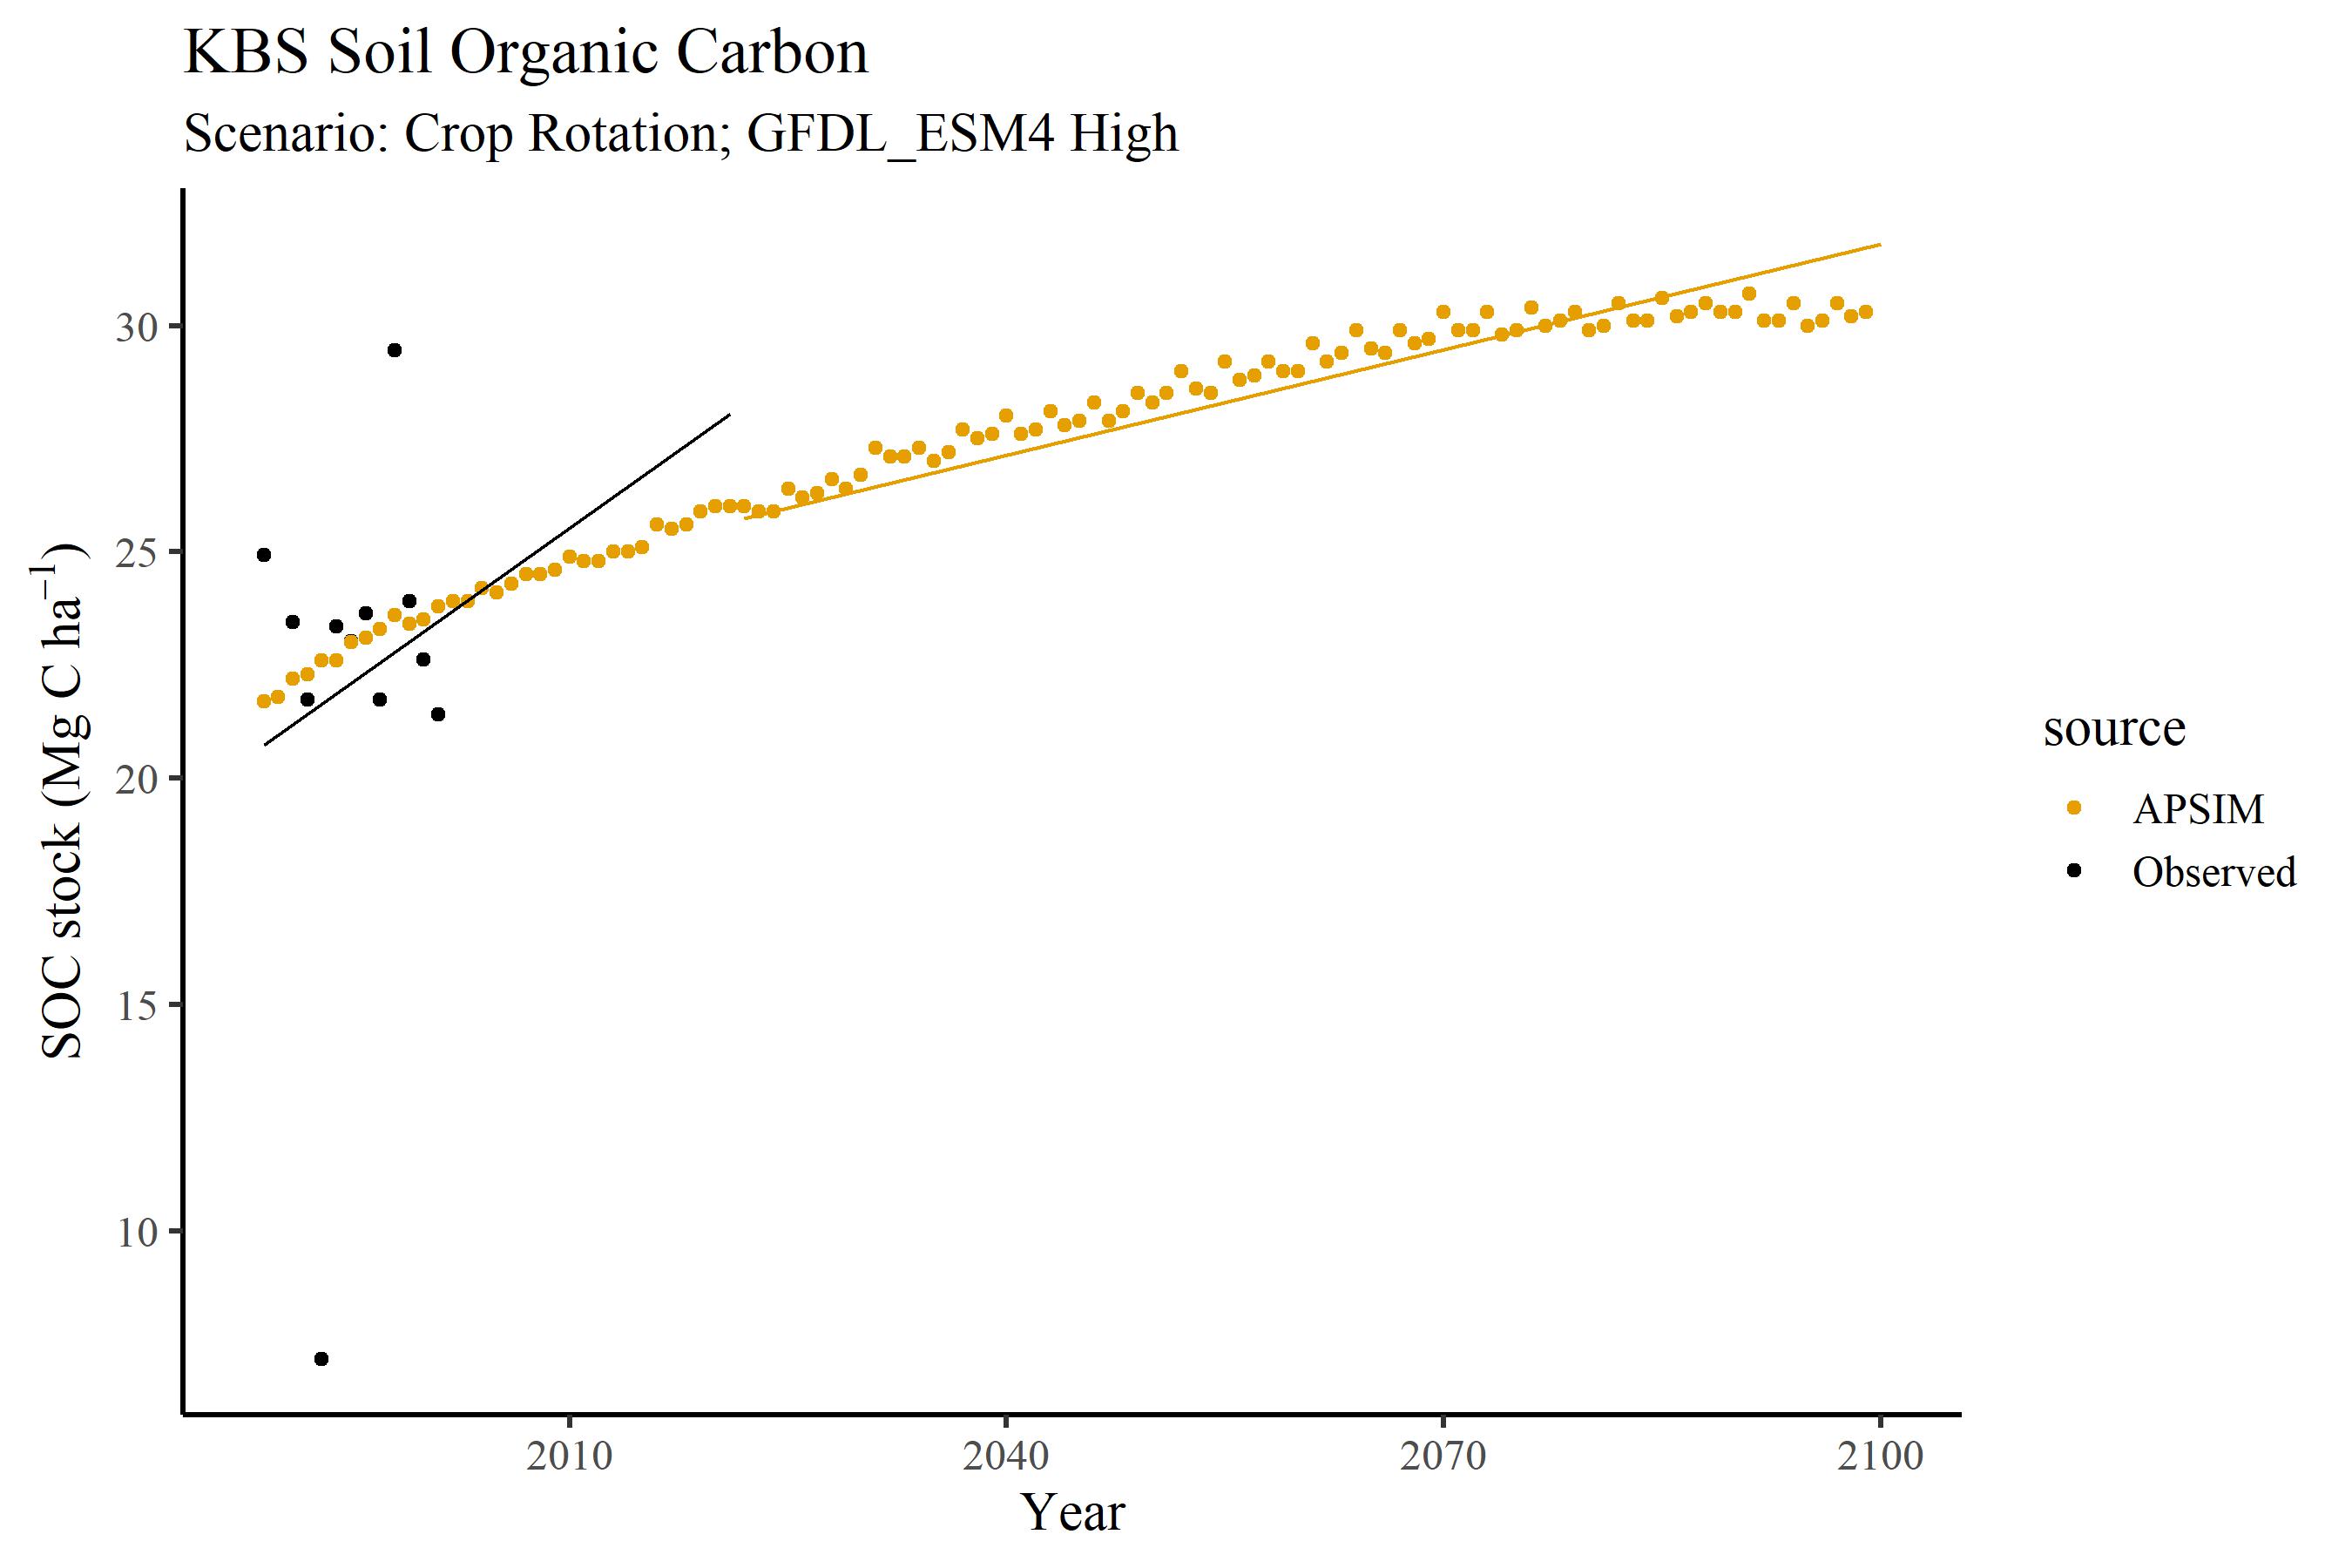 KBS Soil Organic Carbon
Scenario: Crop Rotation; GFDL_ESM4 High
SOC stock (Mg C ha⁻¹)
30
25
20
15
10
2010
2040
2070
2100
Year
source
APSIM
Observed